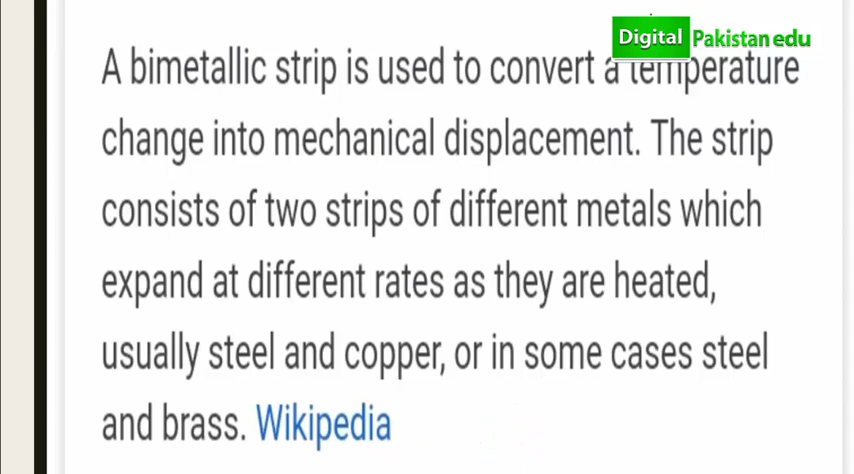 Digital Pakistan edu
A bimetallic strip is used to convert a temperature
change into mechanical displacement. The strip
consists of two strips of different metals which
expand at different rates as they are heated,
usually steel and copper, or in some cases steel
and brass. Wikipedia